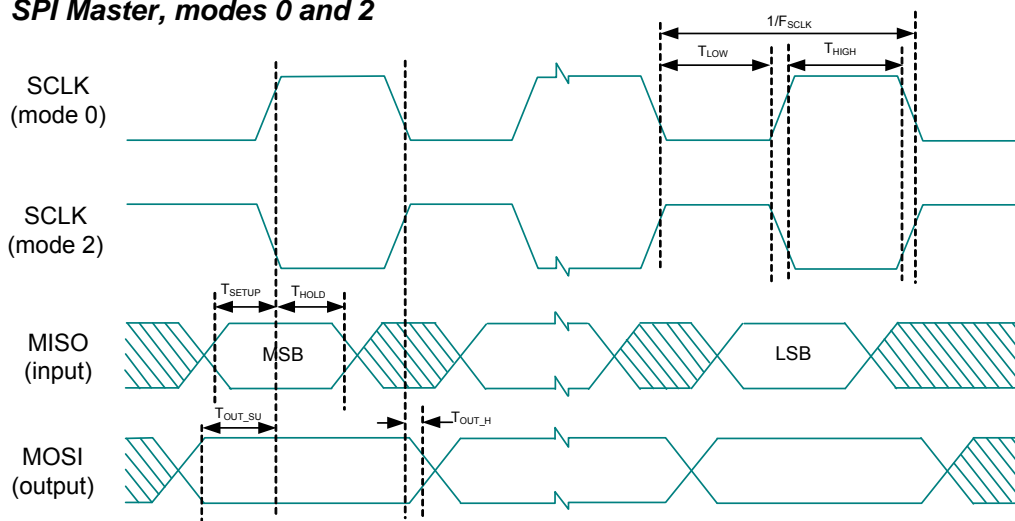 SPI Master, modes 0 and 2
1/FSCLK
TLOW
THIGH
SCLK
(mode 0)
SCLK
(mode 2)
TSETUP
THOLD
MISO
(input)
MSB
LSB
TOUT_SU
TOUT_H
MOSI
(output)